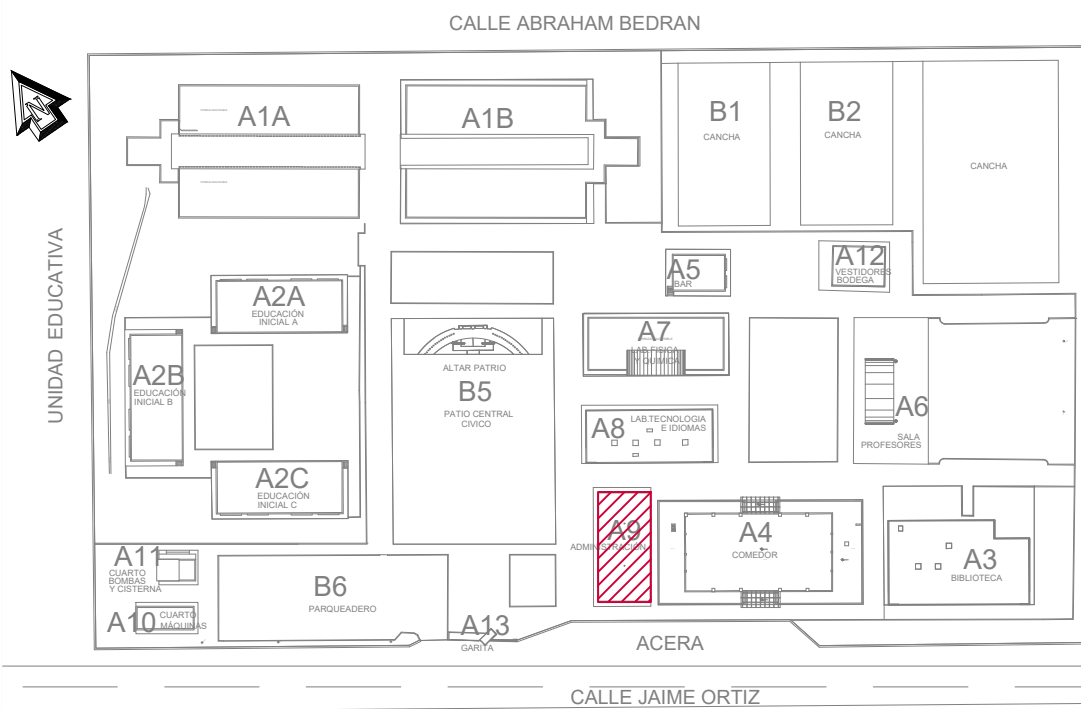 CALLE ABRAHAM BEDRAN
N
A1A
A1B
B1
CANCHA
B2
CANCHA
CANCHA
UNIDAD EDUCATIVA
A2A
EDUCACIÓN
INICIAL A
A5
BAR
A12
VESTIDORES
BODEGA
A7
LAB.FISICA
Y QUIMICA
A2B
EDUCACIÓN
INICIAL B
ALTAR PATRIO
B5
PATIO CENTRAL
CIVICO
A8
LAB.TECNOLOGIA
E IDIOMAS
A6
SALA
PROFESORES
A2C
EDUCACIÓN
INICIAL C
A9
ADMINISTRACIÓN
A4
COMEDOR
A3
BIBLIOTECA
A11
CUARTO
BOMBAS
Y CISTERNA
B6
PARQUEADERO
A10
CUARTO
MÁQUINAS
A13
GARITA
ACERA
CALLE JAIME ORTIZ